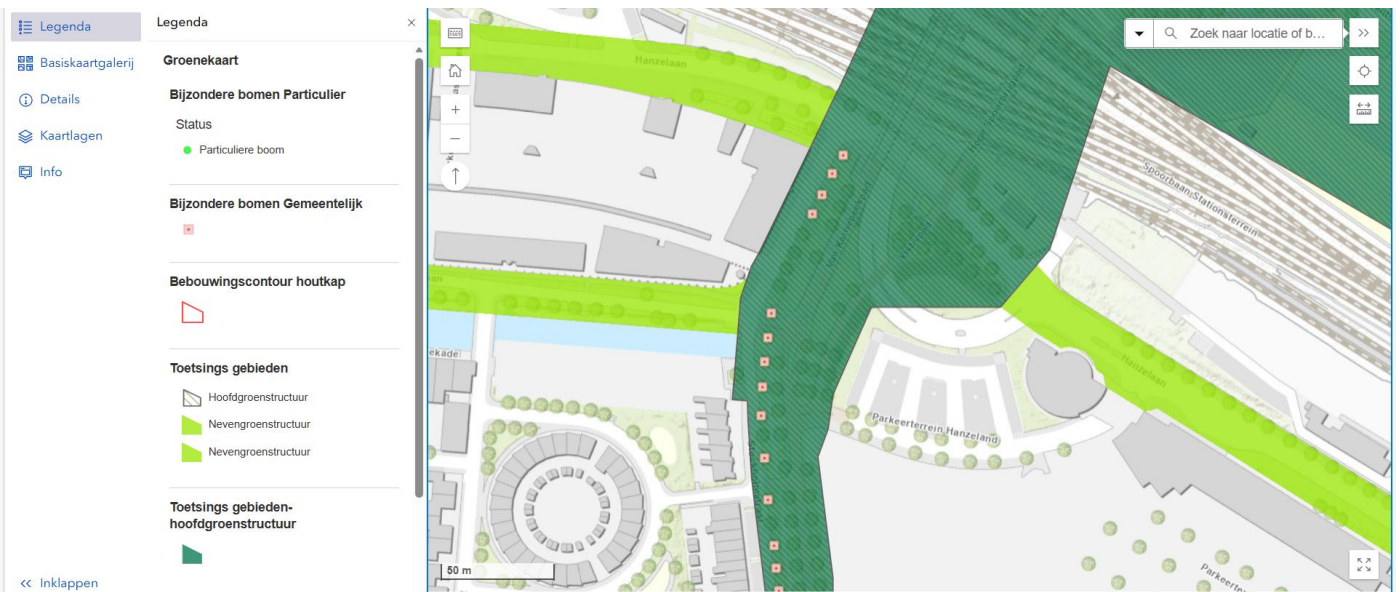 Legenda
Basiskaartgalerij
Details
Kaartlagen
Info
Inklappen
Legenda
Groenekaart
Bijzondere bomen Particulier
Status
Particuliere boom
Bijzondere bomen Gemeentelijk
Bebouwingscontour houtkap
Toetsings gebieden
Hoofdgroenstructuur
Nevengroenstructuur
Nevengroenstructuur
Toetsings gebieden-
hoofdgroenstructuur
Zoek naar locatie of b...
Hanzelaan
Spoorbaan Stationsterrein
Hanzelaan
Parkeerterrein Hanzeland
ekade
50 m